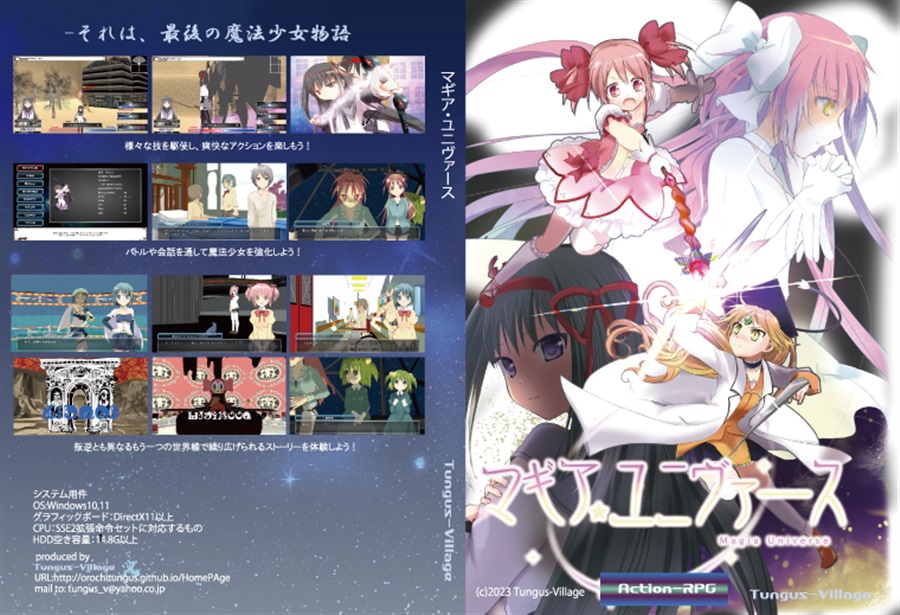 -それは、最後の魔法少女物語
様々な技を駆使し、爽快なアクションを楽しもう！
バトルや会話を通して魔法少女を強化しよう！
叛逆とも異なるもう一つの世界線で繰り広げられるストーリーを体験しよう！
システム用件
OS:Windows10,11
グラフィックボード：DirectX11以上
CPU：SSE2拡張命令セットに対応するもの
HDD空き容量：14.8G以上
produced by
Tungus-Village
URL:http://orochitungus.github.io/HomePAge
mail to: tungus_v@yahoo.co.jp
マギア・ユニヴァース
Tungus-Village
マギア☆ユニヴァース
Magia Universe
(c)2023 Tungus-Village
Action-RPG
Tungus-Village